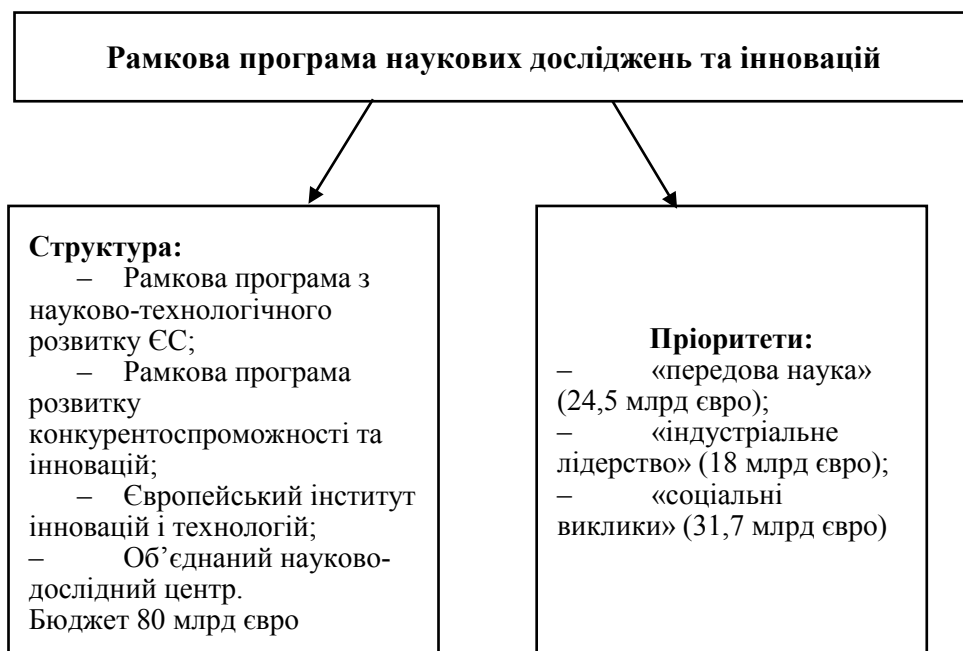 Рамкова програма наукових досліджень та інновацій
Структура:
– Рамкова програма з
науково-технологічного
розвитку ЄС;
– Рамкова програма
розвитку
конкурентоспроможності та
інновацій;
– Європейський інститут
інновацій і технологій;
– Об’єднаний науково-
дослідний центр.
Бюджет 80 млрд євро
Пріоритети:
– «передова наука»
(24,5 млрд євро);
– «індустріальне
лідерство» (18 млрд євро);
– «соціальні
виклики» (31,7 млрд євро)